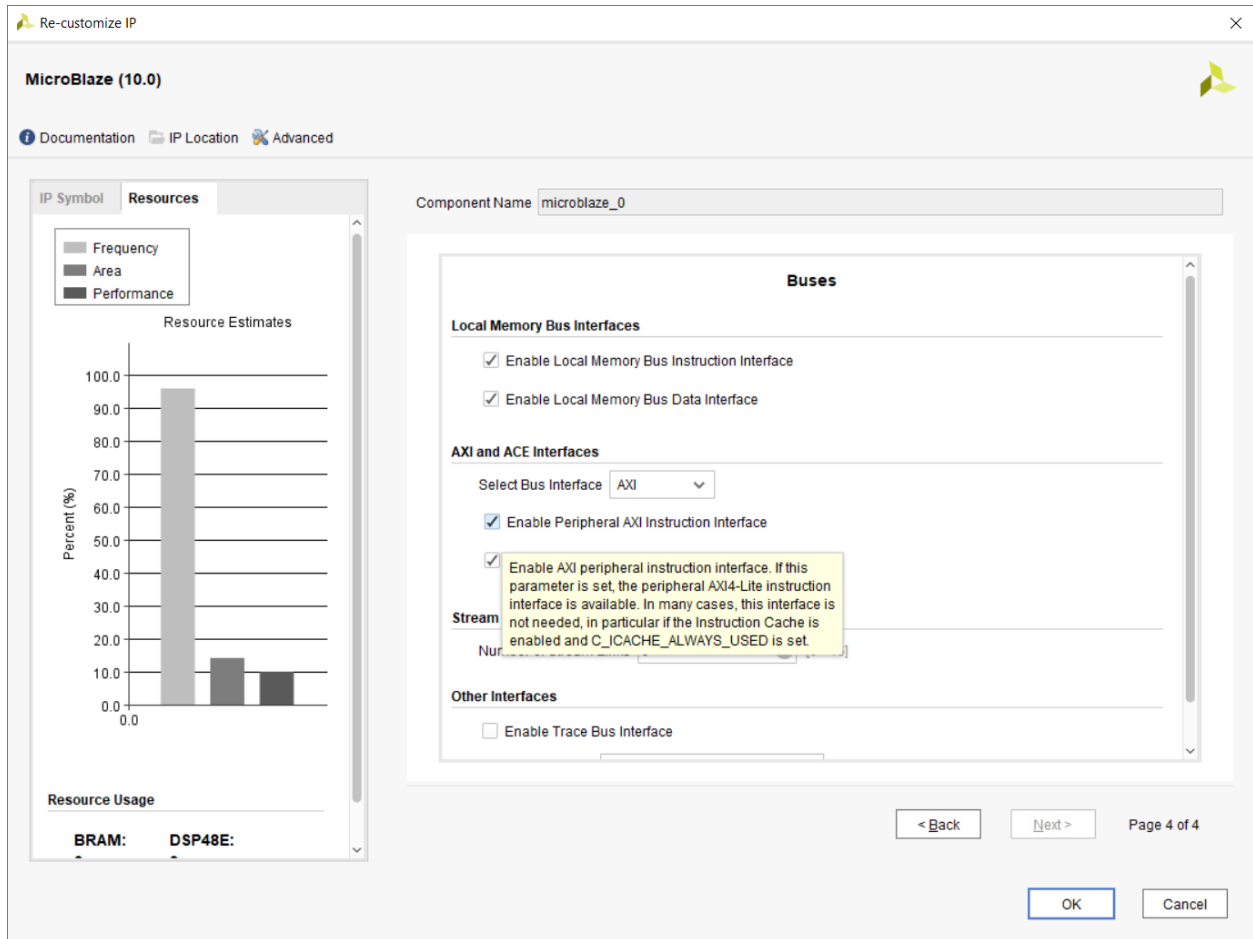 Re-customize IP
MicroBlaze (10.0)
Documentation IP Location Advanced
IP Symbol Resources
Frequency
Area
Performance
Resource Estimates
100.0
90.0
80.0
70.0
60.0
50.0
40.0
30.0
20.0
10.0
0.0
0.0
Percent (%)
Resource Usage
BRAM: DSP48E:
Component Name microblaze_0
Buses
Local Memory Bus Interfaces
Enable Local Memory Bus Instruction Interface
Enable Local Memory Bus Data Interface
AXI and ACE Interfaces
Select Bus Interface AXI
Enable Peripheral AXI Instruction Interface
Enable AXI peripheral instruction interface. If this
parameter is set, the peripheral AXI4-Lite instruction
interface is available. In many cases, this interface is
not needed, in particular if the Instruction Cache is
enabled and C_ICACHE_ALWAYS_USED is set.
Stream
Other Interfaces
Enable Trace Bus Interface
< Back Next > Page 4 of 4
OK Cancel